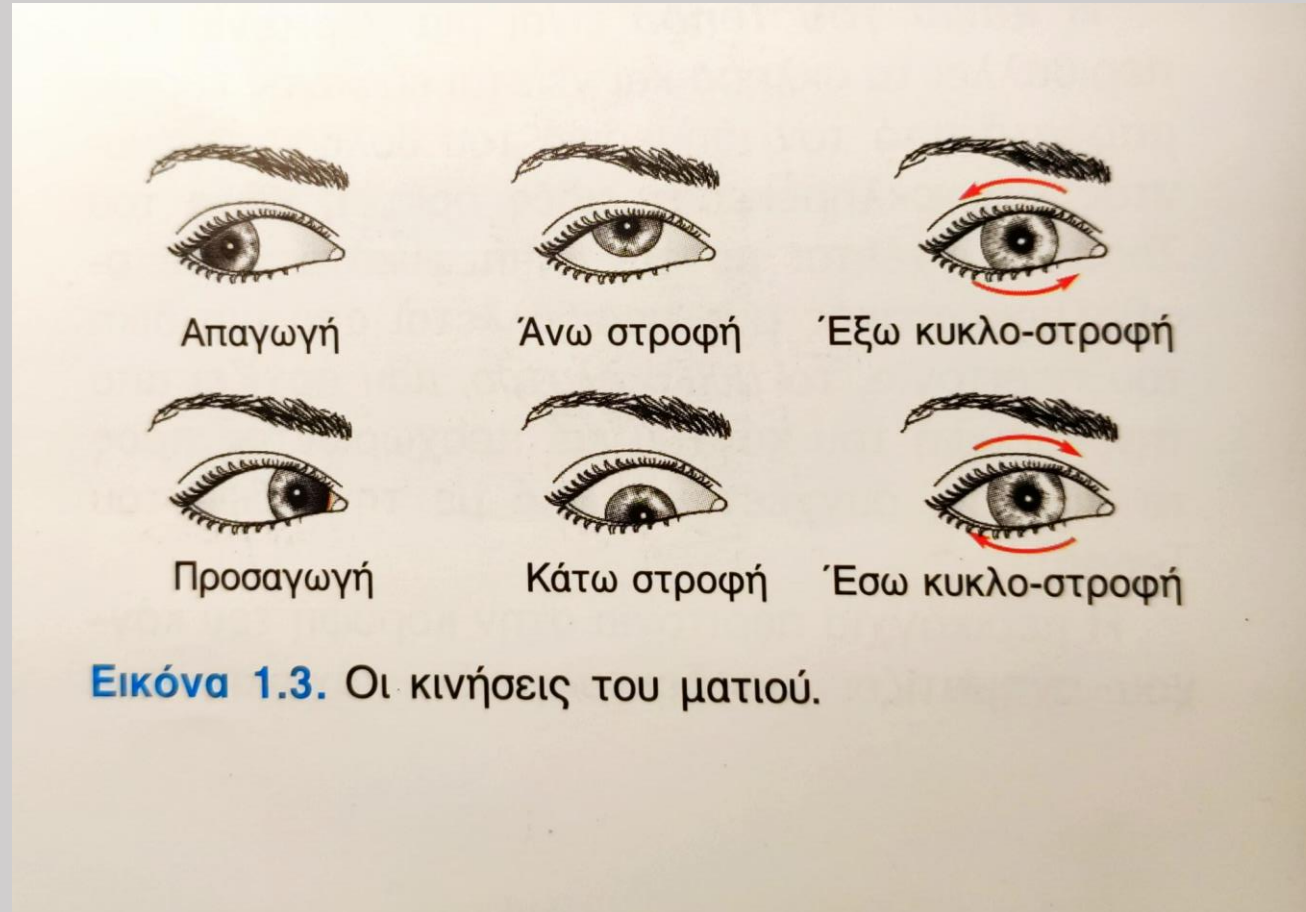 Απαγωγή Άνω στροφή Έξω κυκλο-στροφή
Προσαγωγή Κάτω στροφή Έσω κυκλο-στροφή
Εικόνα 1.3. Οι κινήσεις του ματιού.